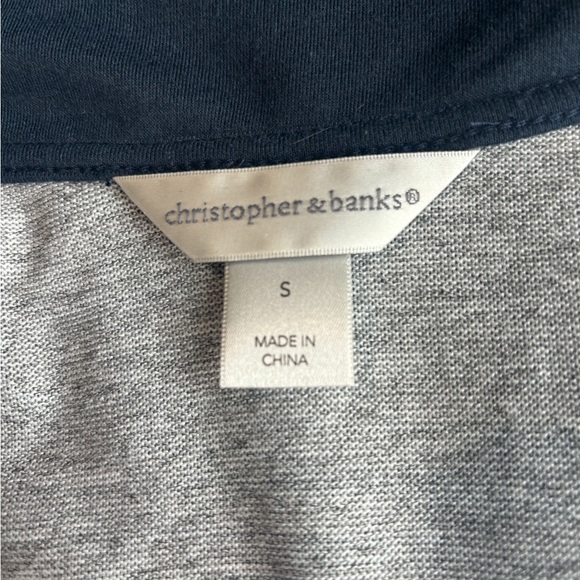 christopher & banks®
S
MADE IN
CHINA